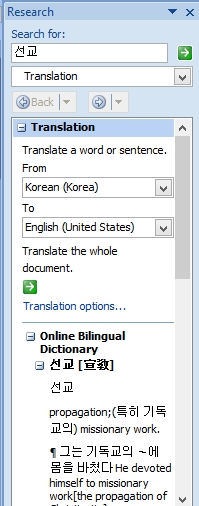 Research
Search for:
선교
Translation
Back
Translation
Translate a word or sentence.
From
Korean (Korea)
To
English (United States)
Translate the whole
document.
Translation options...
Online Bilingual
Dictionary
선교 [宣敎]
선교
propagation;(특히 기독
교의) missionary work.
¶ 그는 기독교의 ~에
몸을 바쳤다 He devoted
himself to missionary
work[the propagation of